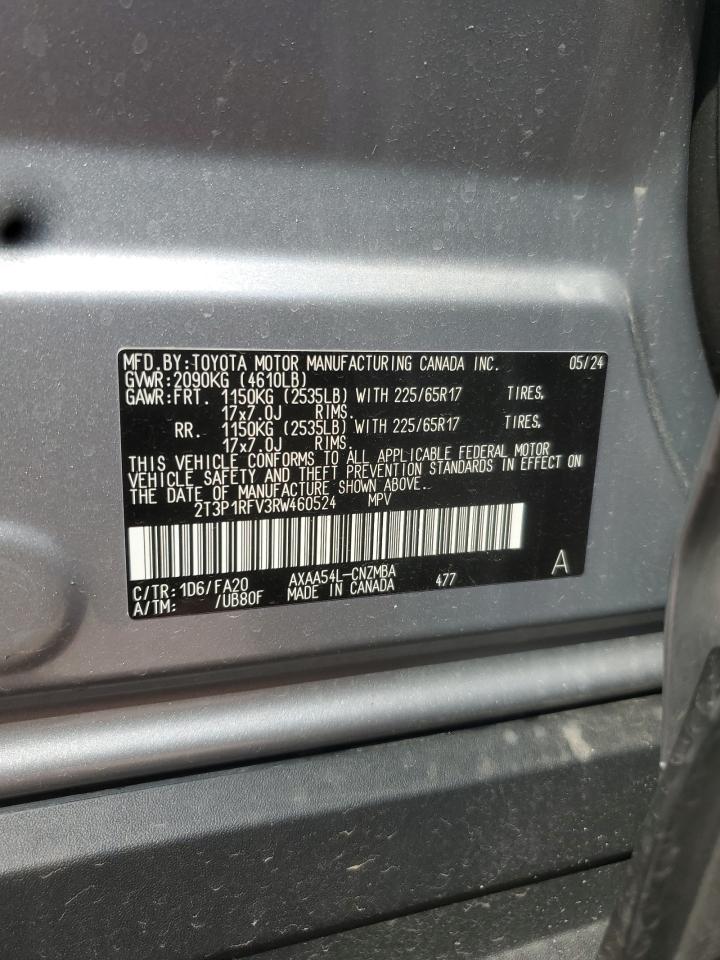 MFD.BY:TOYOTA MOTOR MANUFACTURING CANADA INC. 05/24
GVWR:2090KG (4610LB)
GAWR:FRT. 1150KG (2535LB) WITH 225/65R17 TIRES,
17x7.0J RIMS.
RR. 1150KG (2535LB) WITH 225/65R17 TIRES,
17x7.0J RIMS.
THIS VEHICLE CONFORMS TO ALL APPLICABLE FEDERAL MOTOR
VEHICLE SAFETY AND THEFT PREVENTION STANDARDS IN EFFECT ON
THE DATE OF MANUFACTURE SHOWN ABOVE.
2T3P1RFV3RW460524 MPV
C/TR:1D6/FA20 AXAA54L-CNZMBA 477 A
A/TM: /UB80F MADE IN CANADA